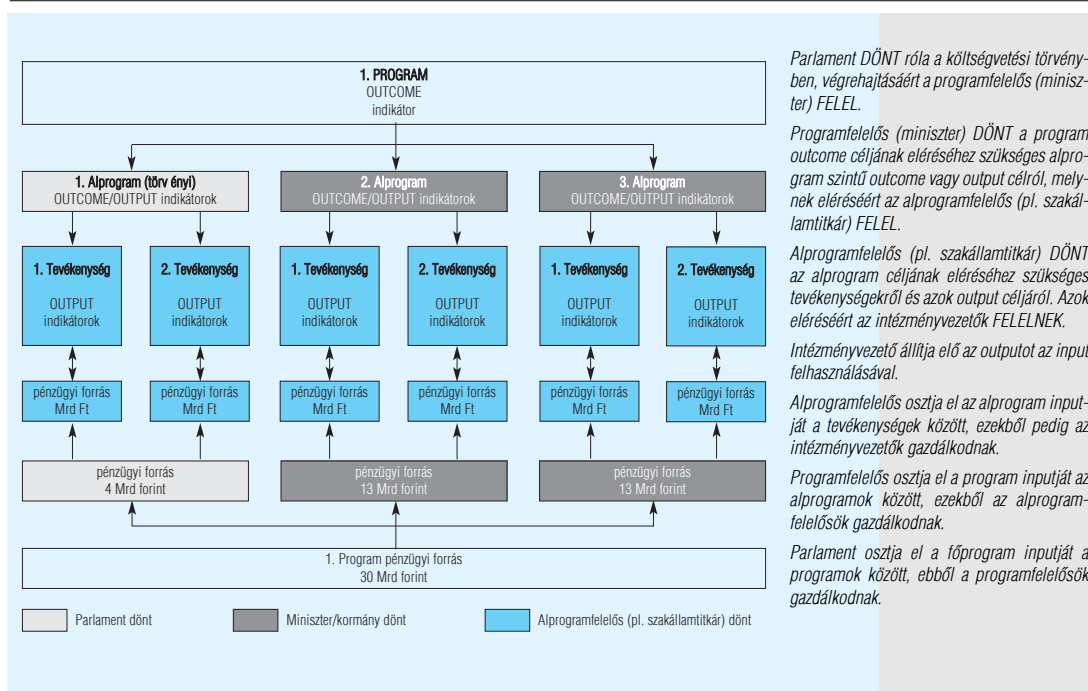 1. PROGRAM
OUTCOME
indikátor
1. Alprogram (törv ényi)
OUTCOME/OUTPUT indikátorok
2. Alprogram
OUTCOME/OUTPUT indikátorok
3. Alprogram
OUTCOME/OUTPUT indikátorok
1. Tevékenység
OUTPUT
indikátorok
2. Tevékenység
OUTPUT
indikátorok
1. Tevékenység
OUTPUT
indikátorok
2. Tevékenység
OUTPUT
indikátorok
1. Tevékenység
OUTPUT
indikátorok
2. Tevékenység
OUTPUT
indikátorok
pénzügyi forrás
Mrd Ft
pénzügyi forrás
Mrd Ft
pénzügyi forrás
Mrd Ft
pénzügyi forrás
Mrd Ft
pénzügyi forrás
Mrd Ft
pénzügyi forrás
Mrd Ft
pénzügyi forrás
4 Mrd forint
pénzügyi forrás
13 Mrd forint
pénzügyi forrás
13 Mrd forint
1. Program pénzügyi forrás
30 Mrd forint
Parlament dönt
Miniszter/kormány dönt
Alprogramfelelős (pl. szakállamtitkár) dönt
Parlament DÖNT róla a költségvetési törvény-
ben, végrehajtásáért a programfelelős (minisz-
ter) FELEL.
Programfelelős (miniszter) DÖNT a program
outcome céljának eléréséhez szükséges alpro-
gram szintű outcome vagy output célról, mely-
nek eléréséért az alprogramfelelős (pl. szakál-
lamtitkár) FELEL.
Alprogramfelelős (pl. szakállamtitkár) DÖNT
az alprogram céljának eléréséhez szükséges
tevékenységekről és azok output céljáról. Azok
eléréséért az intézményvezetők FELELNEK.
Intézményvezető állítja elő az outputot az input
felhasználásával.
Alprogramfelelős osztja el az alprogram input-
ját a tevékenységek között, ezekből pedig az
intézményvezetők gazdálkodnak.
Programfelelős osztja el a program inputját az
alprogramok között, ezekből az alprogram-
felelősök gazdálkodnak.
Parlament osztja el a főprogram inputját a
programok között, ebből a programfelelősök
gazdálkodnak.